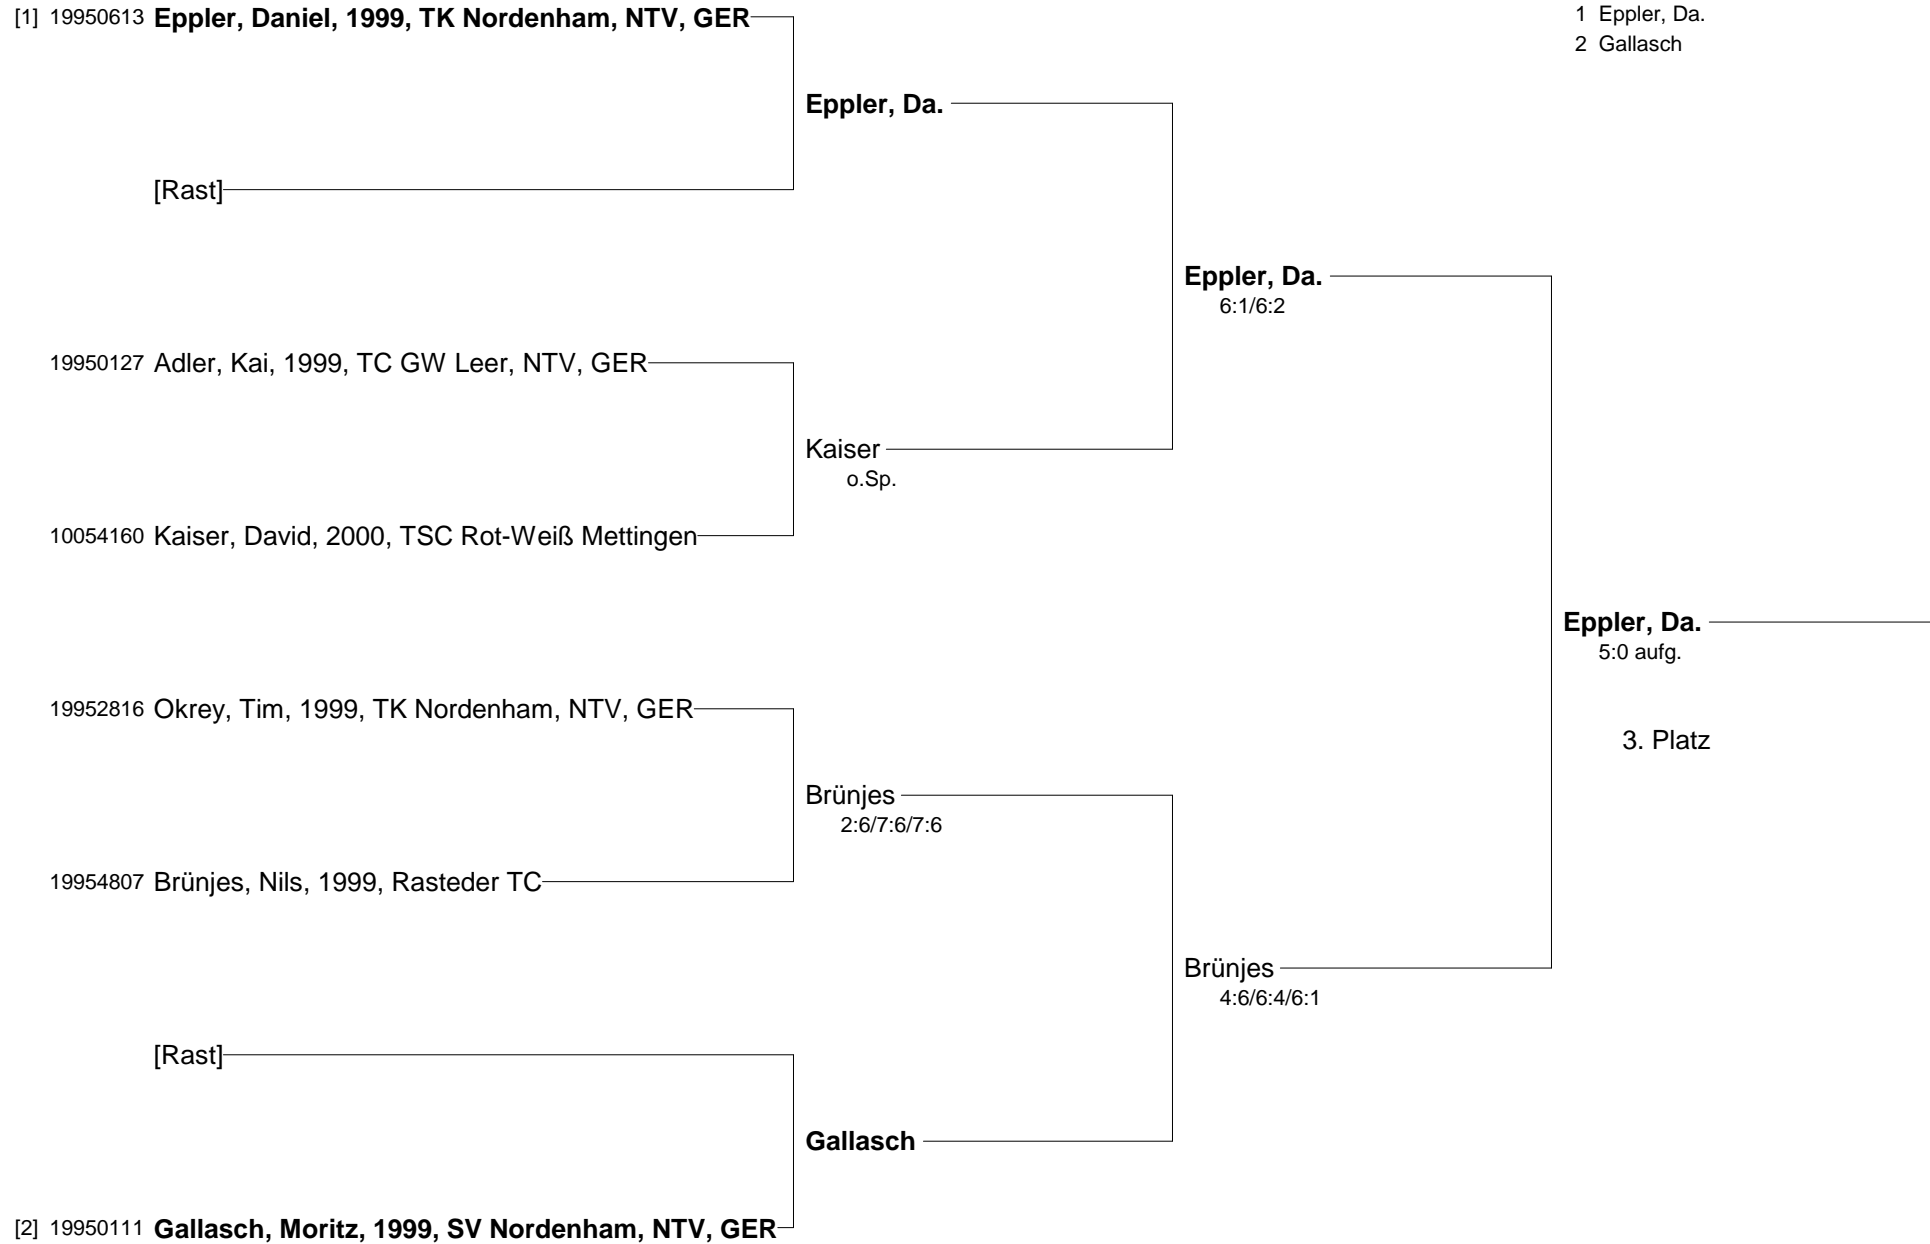 [1] 19950613 Eppler, Daniel, 1999, TK Nordenham, NTV, GER
1 Eppler, Da.
2 Gallasch
Eppler, Da.
[Rast]
Eppler, Da.
6:1/6:2
19950127 Adler, Kai, 1999, TC GW Leer, NTV, GER
Kaiser
o.Sp.
10054160 Kaiser, David, 2000, TSC Rot-Weiß Mettingen
Eppler, Da.
5:0 aufg.
19952816 Okrey, Tim, 1999, TK Nordenham, NTV, GER
3. Platz
Brünjes
2:6/7:6/7:6
19954807 Brünjes, Nils, 1999, Rasteder TC
Brünjes
4:6/6:4/6:1
[Rast]
Gallasch
[2] 19950111 Gallasch, Moritz, 1999, SV Nordenham, NTV, GER